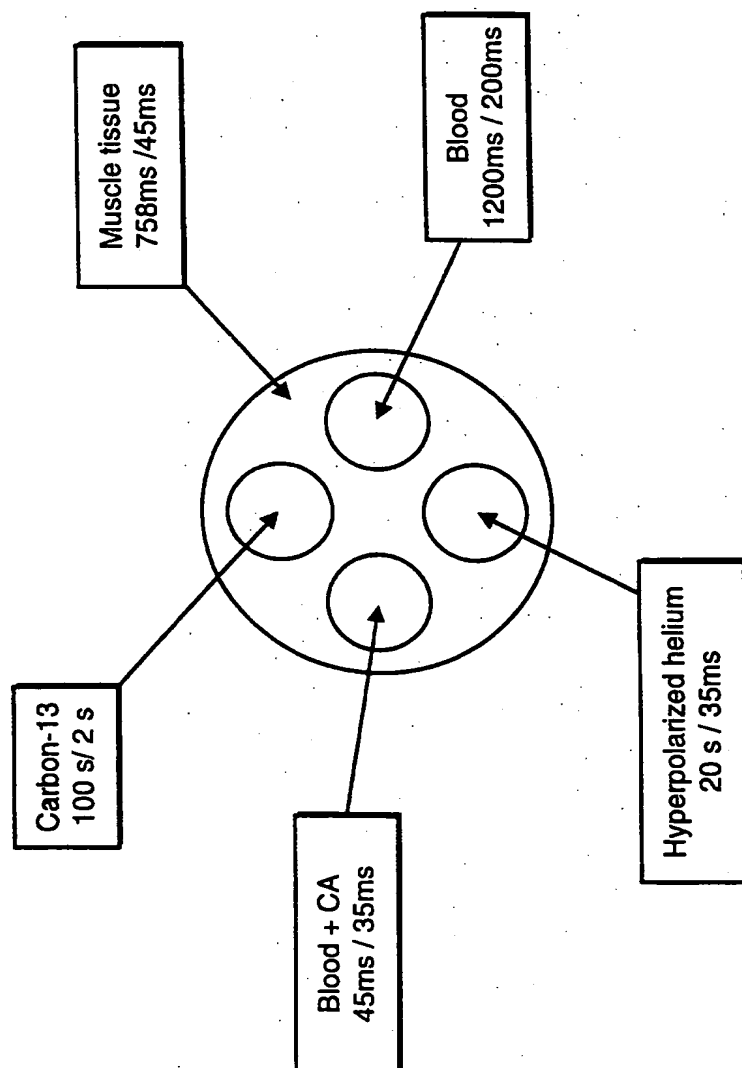 Carbon-13
100 s/ 2 s
Muscle tissue
758ms /45ms
Blood + CA
45ms / 35ms
Blood
1200ms / 200ms
Hyperpolarized helium
20 s / 35ms